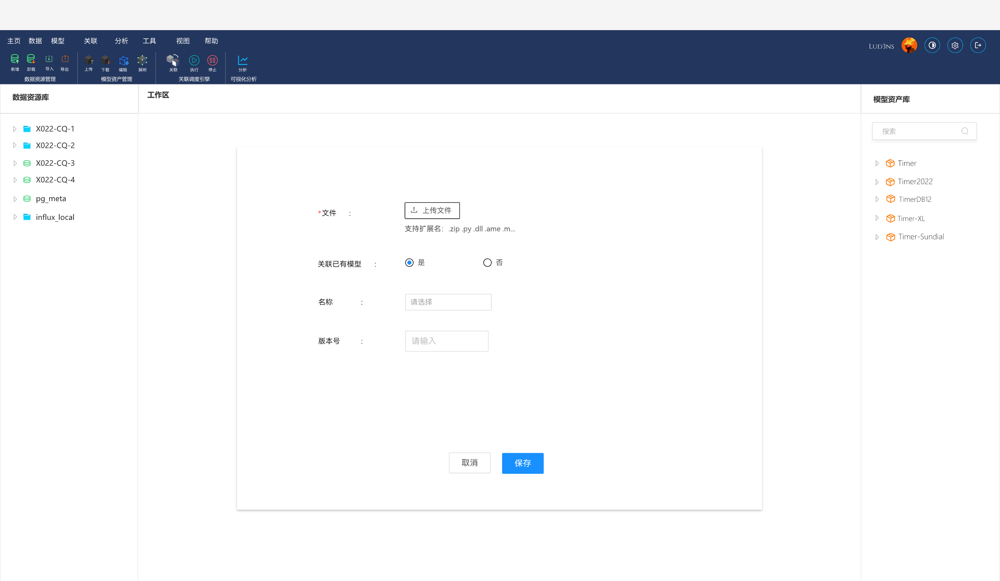 主页 数据 模型 关联 分析 工具 视图 帮助
Lud3ns
新增 卸载 导入 导出 上传 下载 编辑 解析 关联 执行 停止 分析
数据资源管理 模型资产管理 关联调度引擎 可视化分析
数据资源库
X022-CQ-1
X022-CQ-2
X022-CQ-3
X022-CQ-4
pg_meta
influx_local
工作区
*文件 :
上传文件
支持扩展名: .zip .py .dll .ame .m...
关联已有模型 : 是 否
名称 : 请选择
版本号 : 请输入
取消 保存
模型资产库
搜索
Timer
Timer2022
TimerDB12
Timer-XL
Timer-Sundial